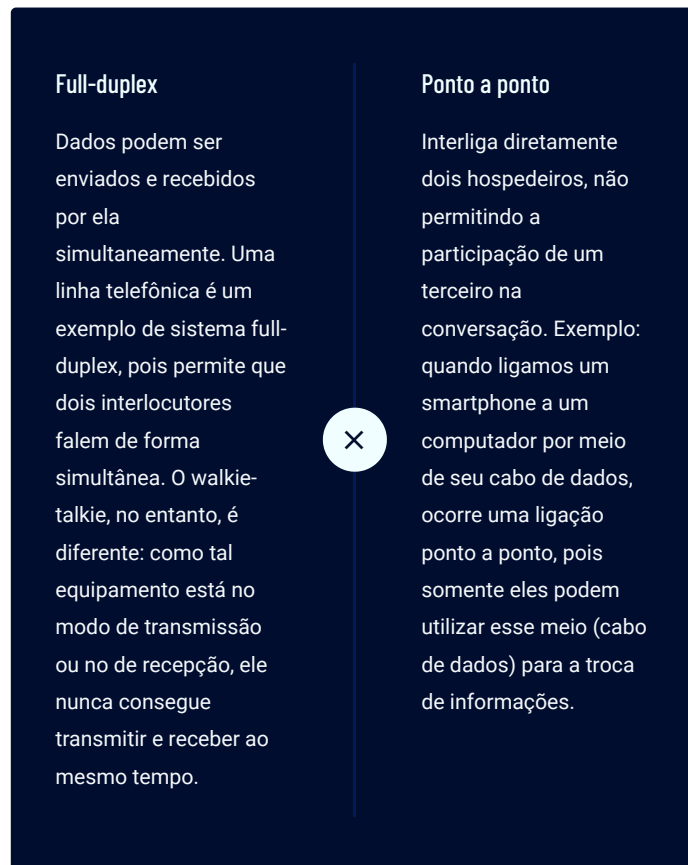 Full-duplex
Dados podem ser
enviados e recebidos
por ela
simultaneamente. Uma
linha telefônica é um
exemplo de sistema full-
duplex, pois permite que
dois interlocutores
falem de forma
simultânea. O walkie-
talkie, no entanto, é
diferente: como tal
equipamento está no
modo de transmissão
ou no de recepção, ele
nunca consegue
transmitir e receber ao
mesmo tempo.
Ponto a ponto
Interliga diretamente
dois hospedeiros, não
permitindo a
participação de um
terceiro na
conversação. Exemplo:
quando ligamos um
smartphone a um
computador por meio
de seu cabo de dados,
ocorre uma ligação
ponto a ponto, pois
somente eles podem
utilizar esse meio (cabo
de dados) para a troca
de informações.